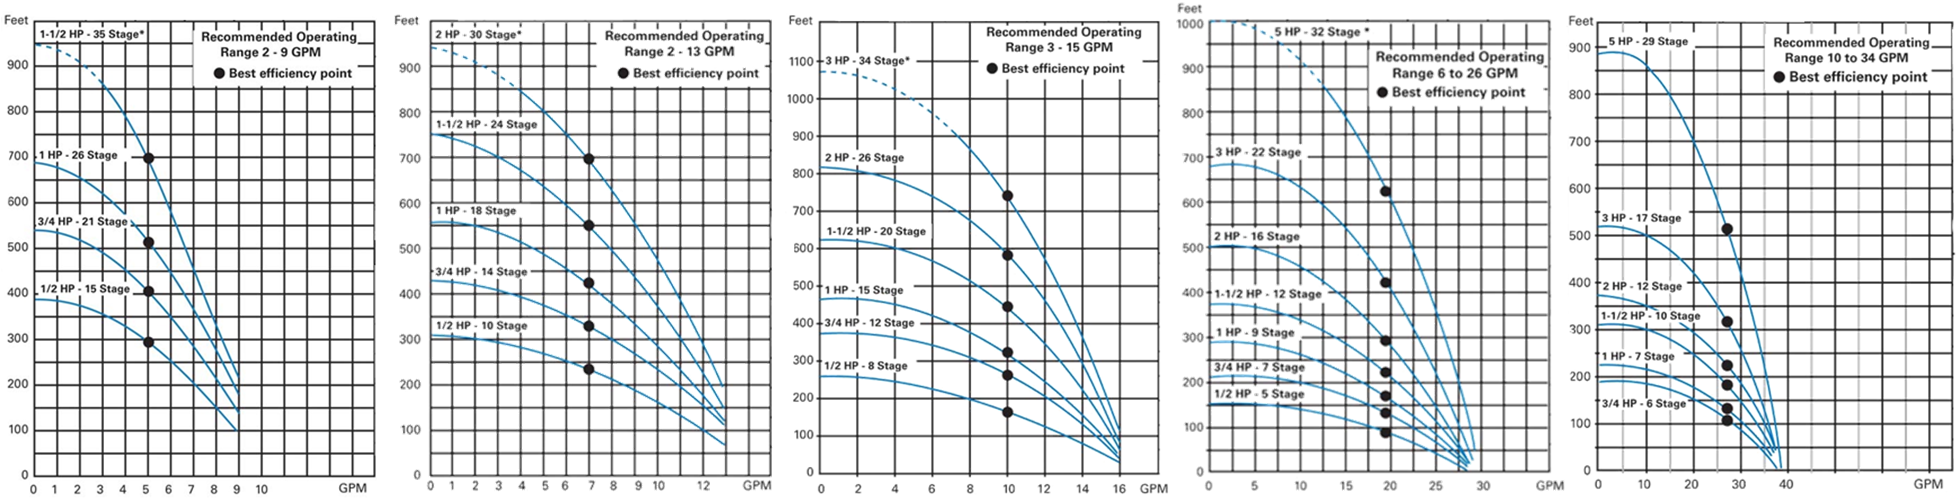 Feet
1-1/2 HP - 35 Stage*
Recommended Operating
Range 2 - 9 GPM
Best efficiency point
900
800
700
1 HP - 26 Stage
600
3/4 HP - 21 Stage
500
400
1/2 HP - 15 Stage
300
200
100
0
0 1 2 3 4 5 6 7 8 9 10 GPM
Feet
2 HP - 30 Stage*
Recommended Operating
Range 2 - 13 GPM
Best efficiency point
900
800
1-1/2 HP - 24 Stage
700
600
1 HP - 18 Stage
500
3/4 HP - 14 Stage
400
1/2 HP - 10 Stage
300
200
100
0
0 1 2 3 4 5 6 7 8 9 10 12 GPM
Feet
Recommended Operating
Range 3 - 15 GPM
3 HP - 34 Stage*
Best efficiency point
1100
1000
900
2 HP - 26 Stage
800
700
1-1/2 HP - 20 Stage
600
500
1 HP - 15 Stage
400
3/4 HP - 12 Stage
300
1/2 HP - 8 Stage
200
100
0
0 2 4 6 8 10 12 14 16 GPM
Feet
1000
5 HP - 32 Stage *
Recommended Operating
Range 6 to 26 GPM
Best efficiency point
900
800
700
3 HP - 22 Stage
600
500
2 HP - 16 Stage
400
1-1/2 HP - 12 Stage
300
1 HP - 9 Stage
3/4 HP - 7 Stage
200
1/2 HP - 5 Stage
100
0
0 5 10 15 20 25 30 GPM
Feet
5 HP - 29 Stage
Recommended Operating
Range 10 to 34 GPM
Best efficiency point
900
800
700
600
3 HP - 17 Stage
500
400
2 HP - 12 Stage
1-1/2 HP - 10 Stage
300
1 HP - 7 Stage
200
3/4 HP - 6 Stage
100
0
0 10 20 30 40 GPM